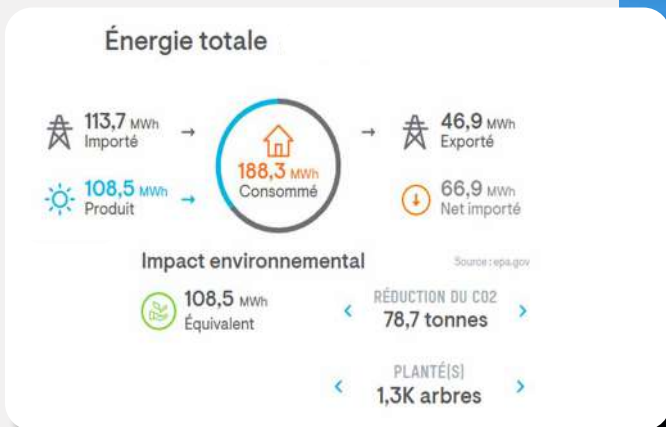 Énergie totale
113,7 MWh
Importé
188,3 MWh
Consommé
46,9 MWh
Exporté
108,5 MWh
Produit
66,9 MWh
Net importé
Impact environnemental
Source : epa.gov
108,5 MWh
Équivalent
RÉDUCTION DU CO2
78,7 tonnes
PLANTÉ(S)
1,3K arbres